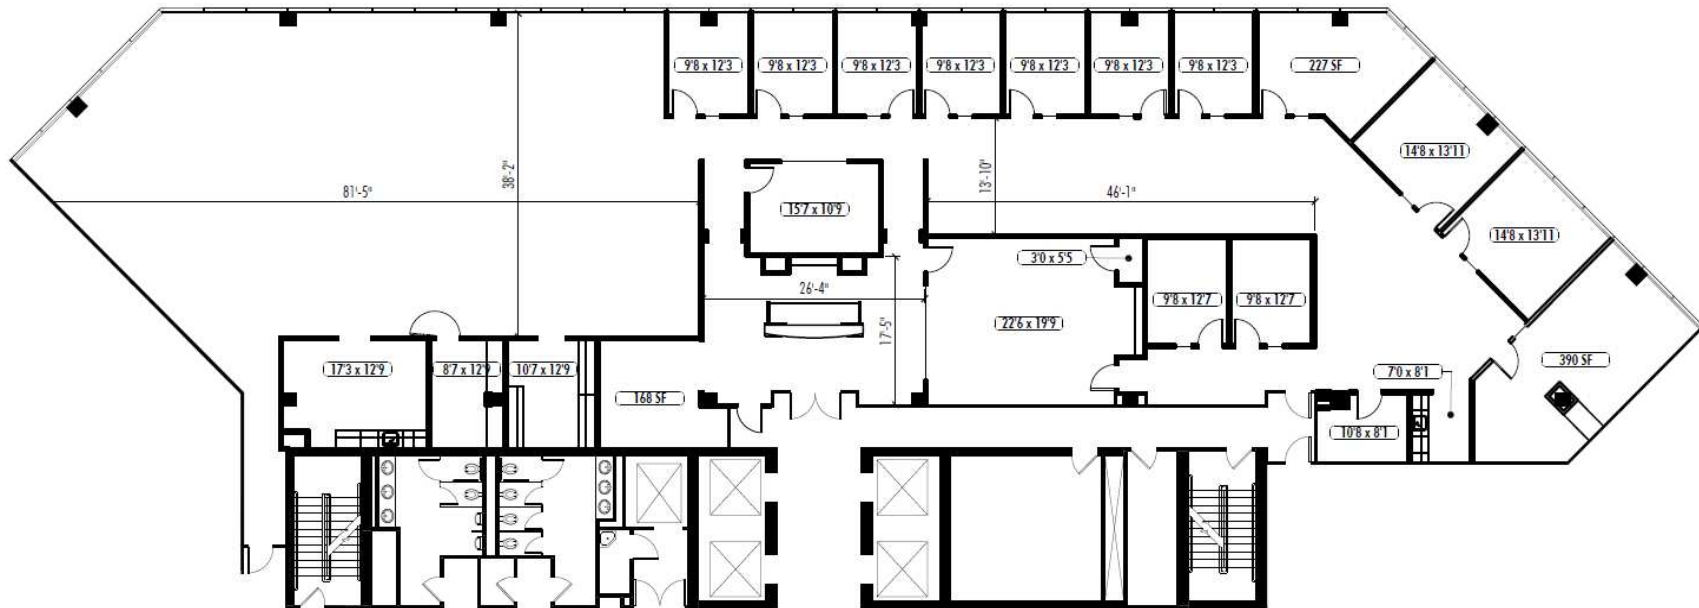 9'8 x 12'3
9'8 x 12'3
9'8 x 12'3
9'8 x 12'3
9'8 x 12'3
9'8 x 12'3
9'8 x 12'3
227 SF
14'8 x 13'11
38'-2"
13'-10"
81'-5"
46'-1"
15'7 x 10'9
14'8 x 13'11
3'0 x 5'5
26'-4"
9'8 x 12'7
9'8 x 12'7
22'6 x 19'9
17'-5"
390 SF
17'3 x 12'9
8'7 x 12'9
10'7 x 12'9
7'0 x 8'1
168 SF
10'8 x 8'1